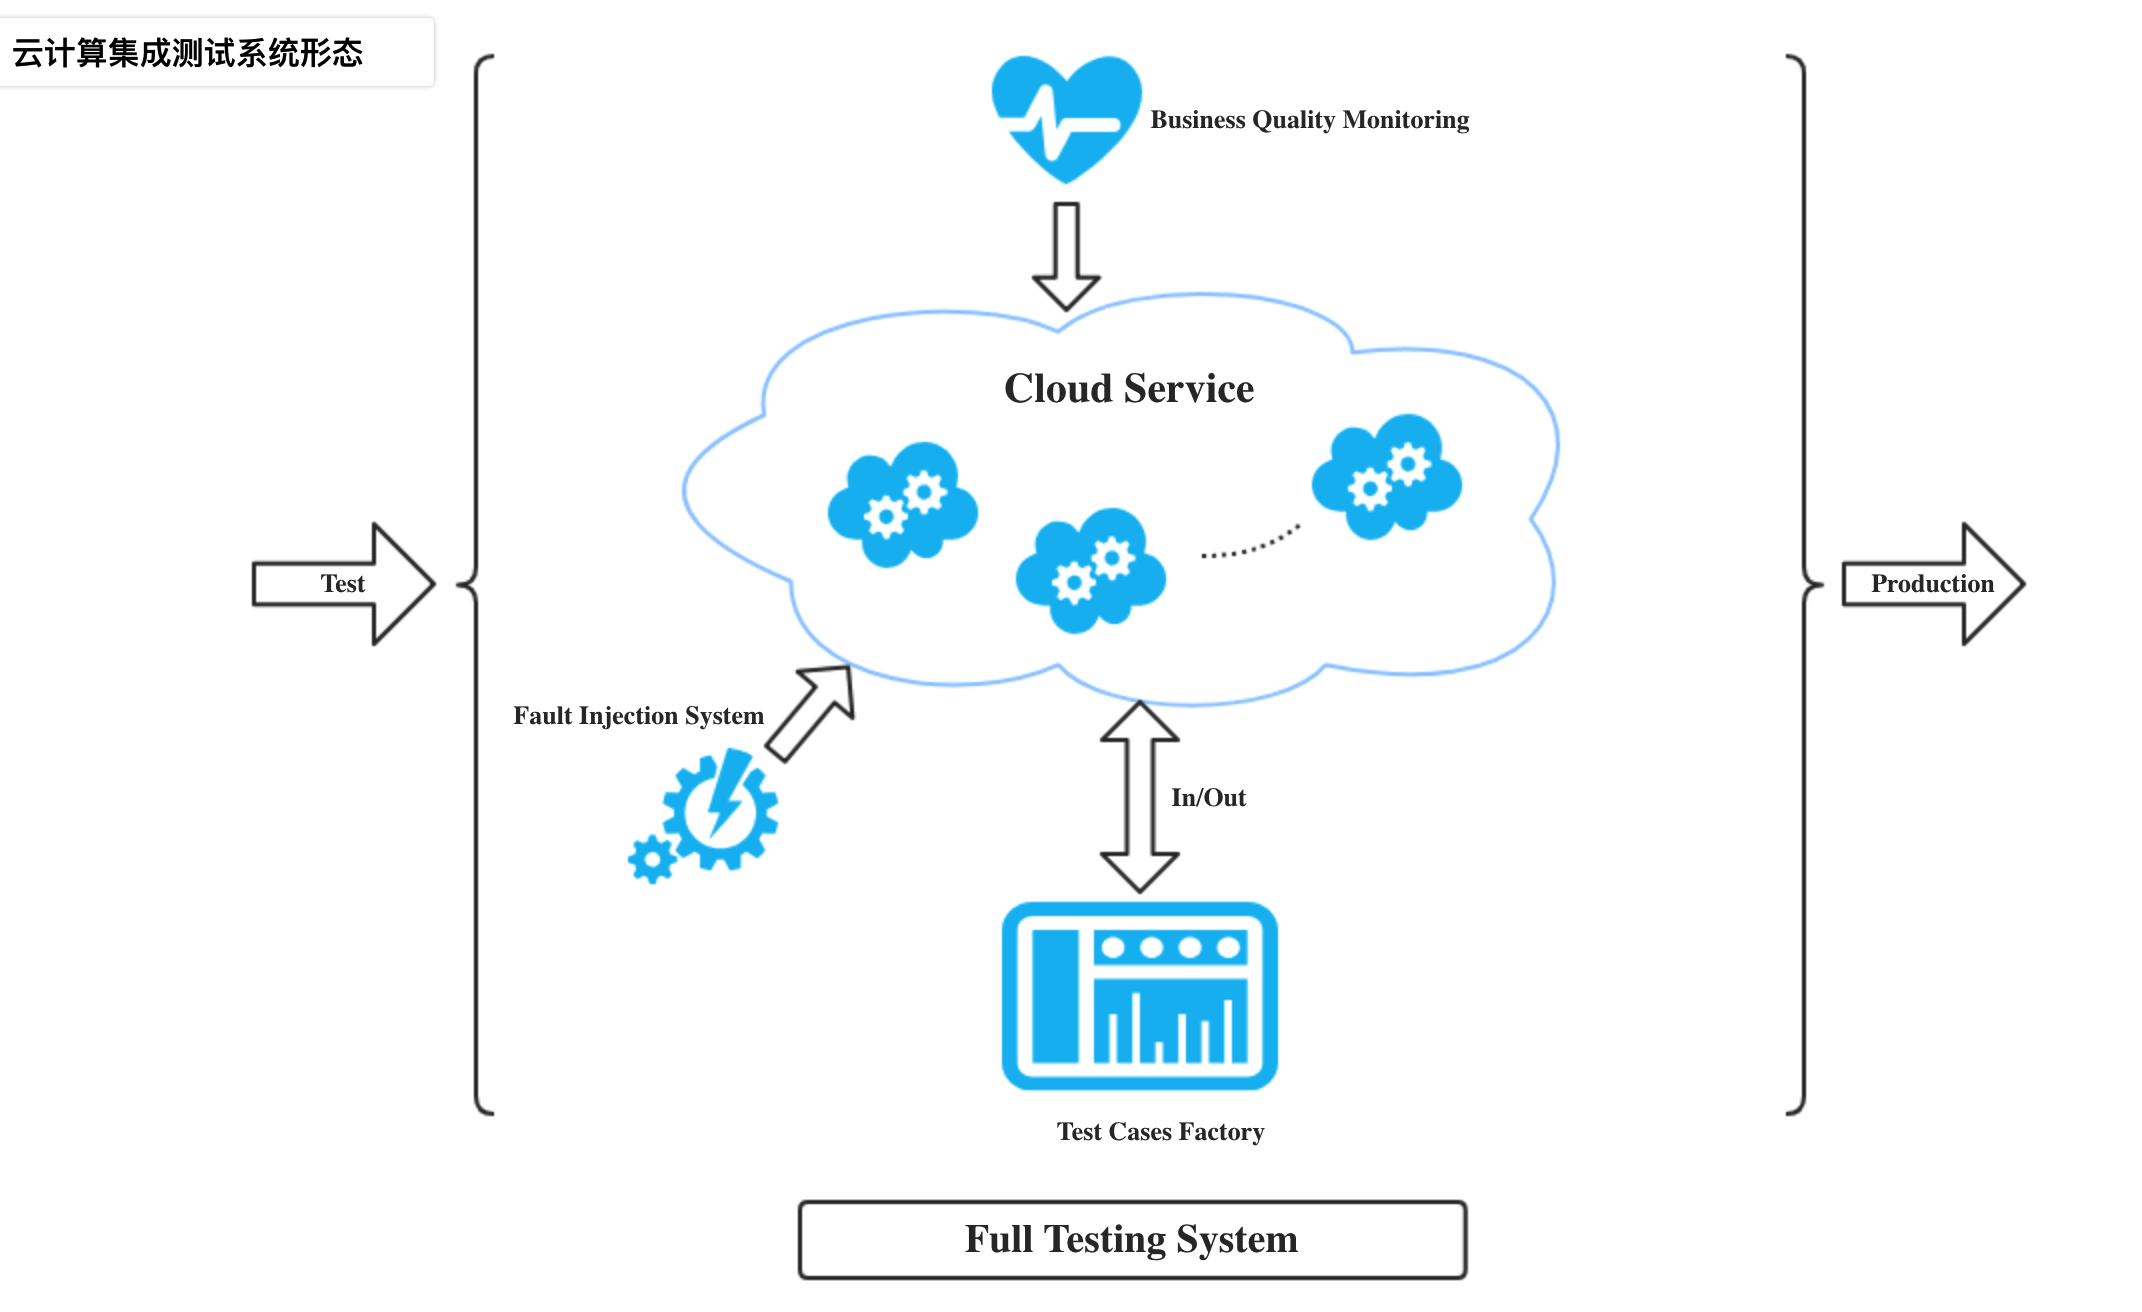 云计算集成测试系统形态
Business Quality Monitoring
Cloud Service
Test
Production
Fault Injection System
In/Out
Test Cases Factory
Full Testing System